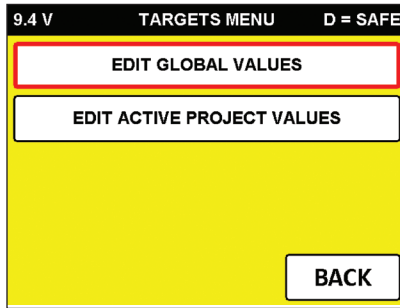 9.4 V TARGETS MENU D = SAFE
EDIT GLOBAL VALUES
EDIT ACTIVE PROJECT VALUES
BACK